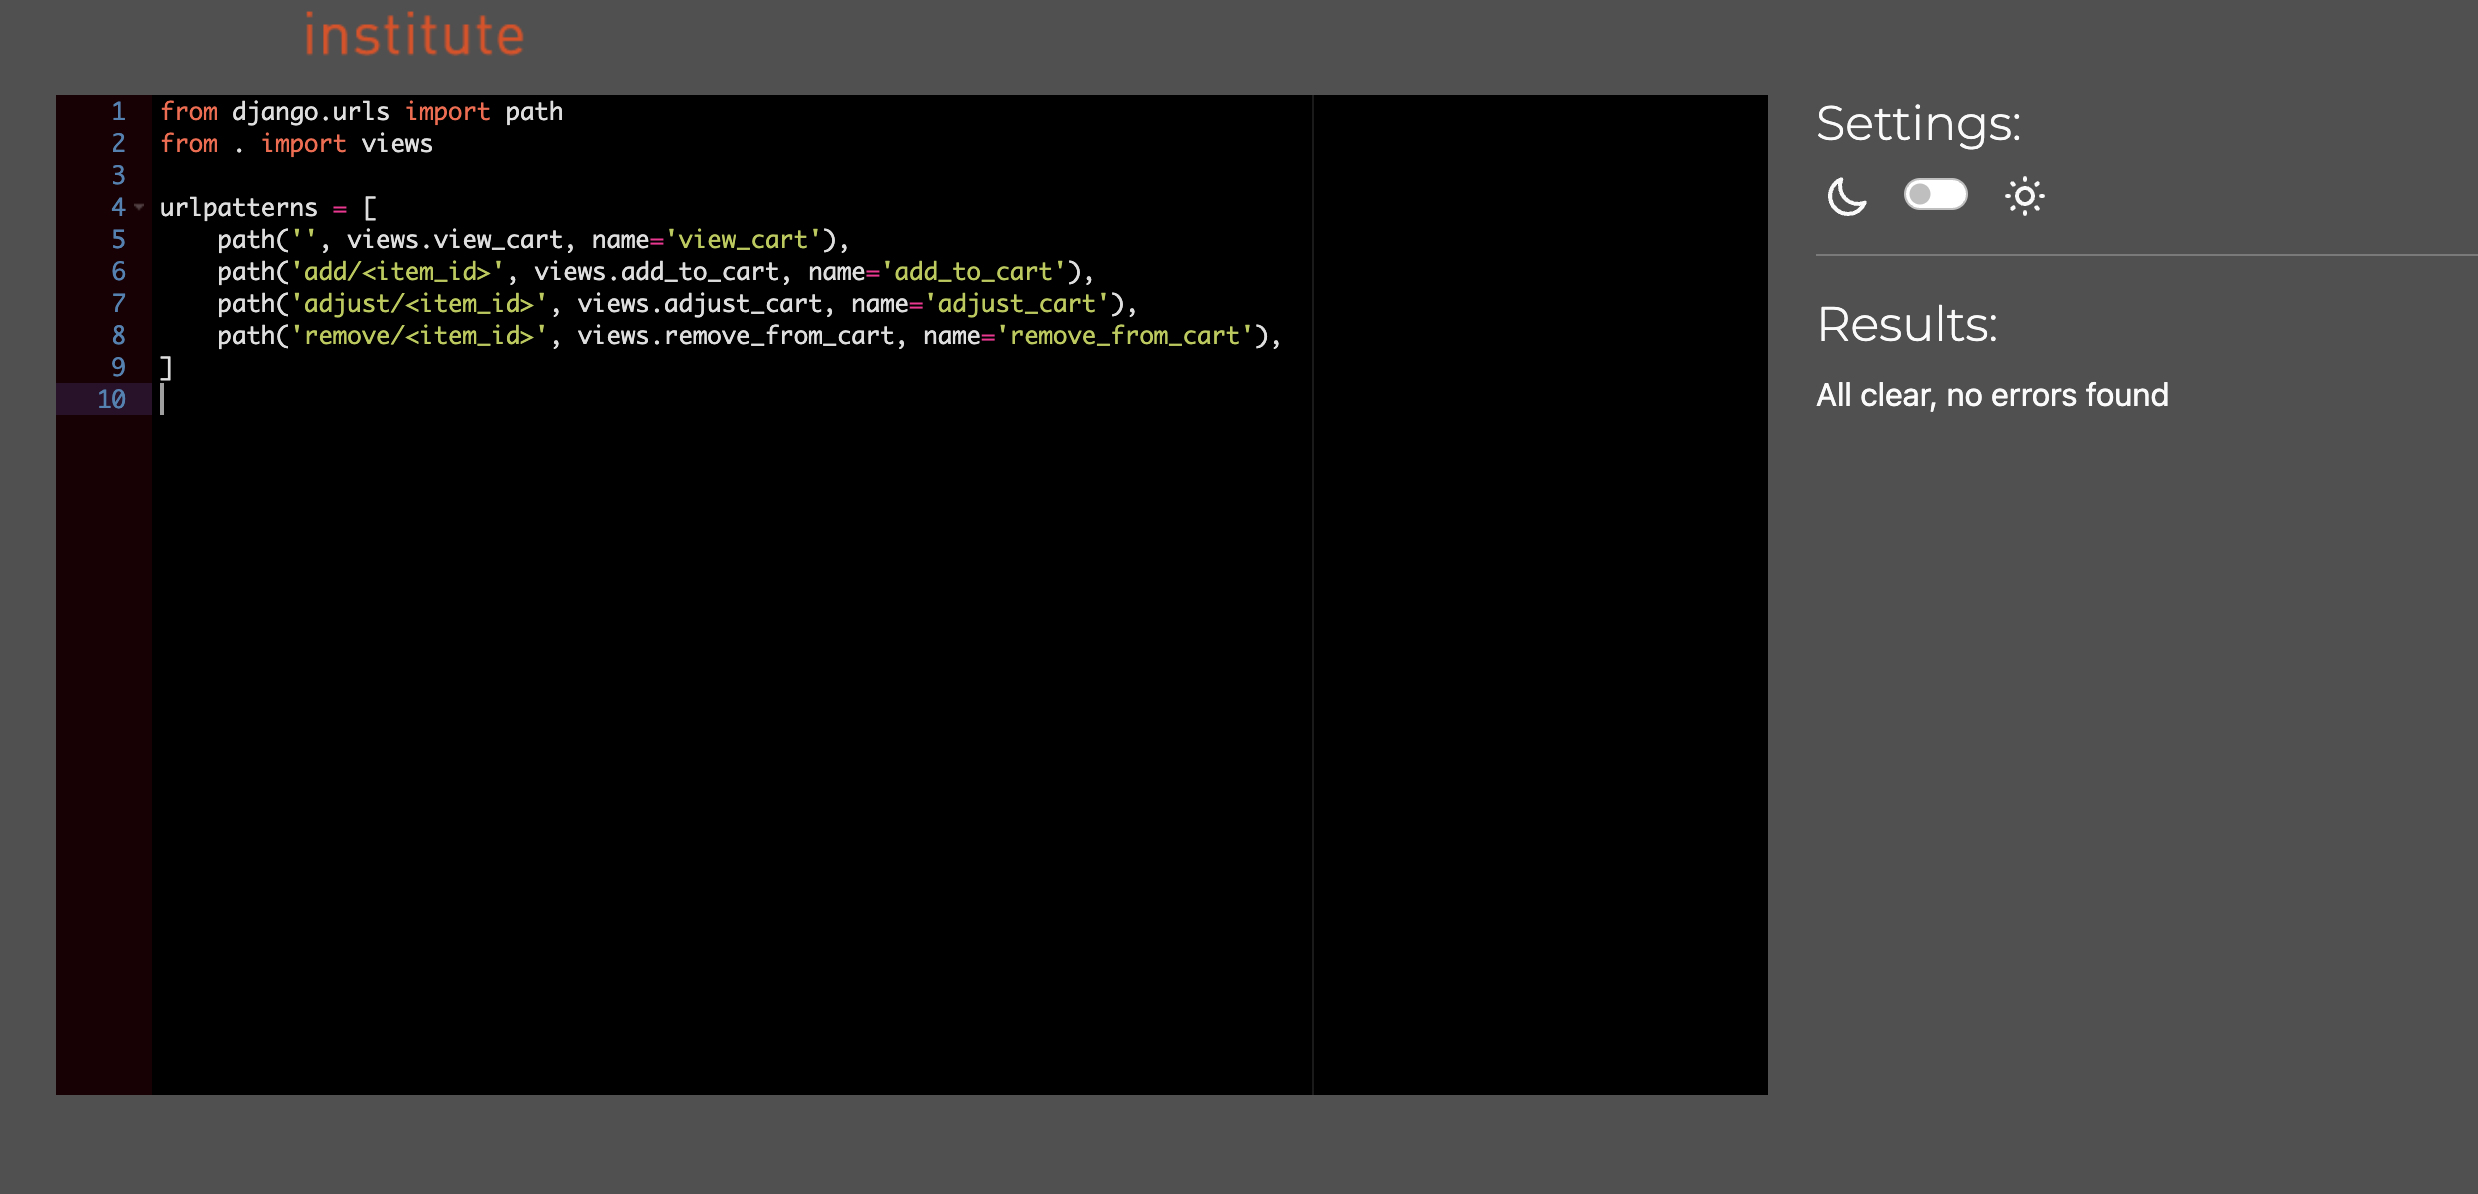 institute
1 from django.urls import path
2 from . import views
3
4 urlpatterns = [
5     path('', views.view_cart, name='view_cart'),
6     path('add/<item_id>', views.add_to_cart, name='add_to_cart'),
7     path('adjust/<item_id>', views.adjust_cart, name='adjust_cart'),
8     path('remove/<item_id>', views.remove_from_cart, name='remove_from_cart'),
9 ]
10
Settings:
Results:
All clear, no errors found